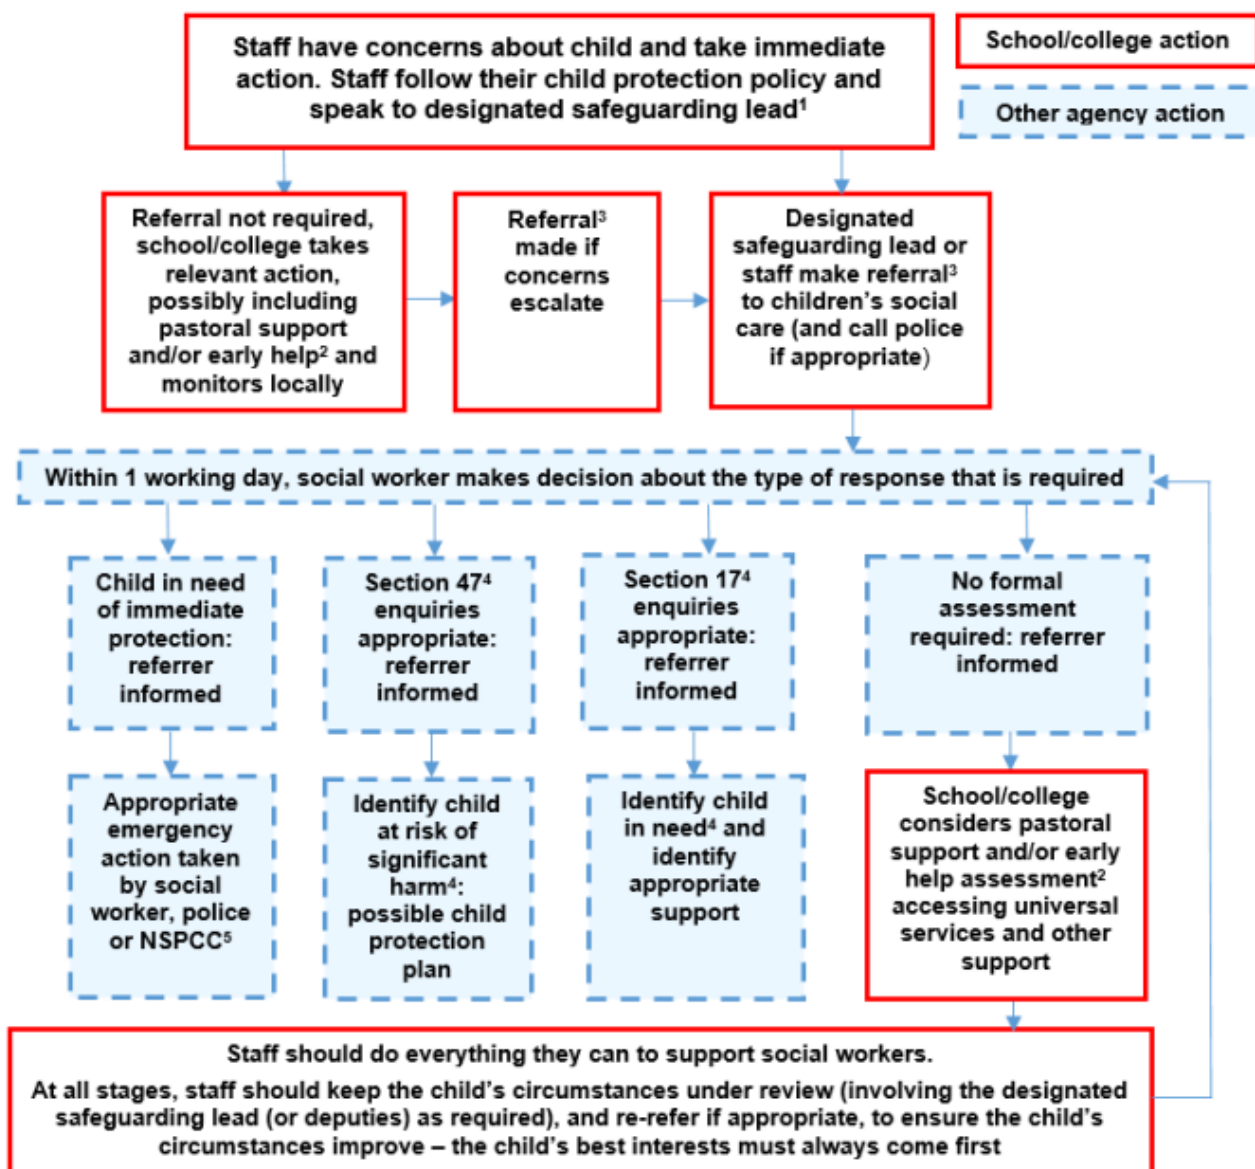 Staff have concerns about child and take immediate
action. Staff follow their child protection policy and
speak to designated safeguarding lead¹
School/college action
Other agency action
Referral not required,
school/college takes
relevant action,
possibly including
pastoral support
and/or early help² and
monitors locally
Referral³
made if
concerns
escalate
Designated
safeguarding lead or
staff make referral³
to children's social
care (and call police
if appropriate)
Within 1 working day, social worker makes decision about the type of response that is required
Child in need
of immediate
protection:
referrer
informed
Section 47⁴
enquiries
appropriate:
referrer
informed
Section 17⁴
enquiries
appropriate:
referrer
informed
No formal
assessment
required: referrer
informed
Appropriate
emergency
action taken
by social
worker, police
or NSPCC⁵
Identify child
at risk of
significant
harm⁴:
possible child
protection
plan
Identify child
in need⁴ and
identify
appropriate
support
School/college
considers pastoral
support and/or early
help assessment²
accessing universal
services and other
support
Staff should do everything they can to support social workers.
At all stages, staff should keep the child's circumstances under review (involving the designated
safeguarding lead (or deputies) as required), and re-refer if appropriate, to ensure the child's
circumstances improve – the child's best interests must always come first